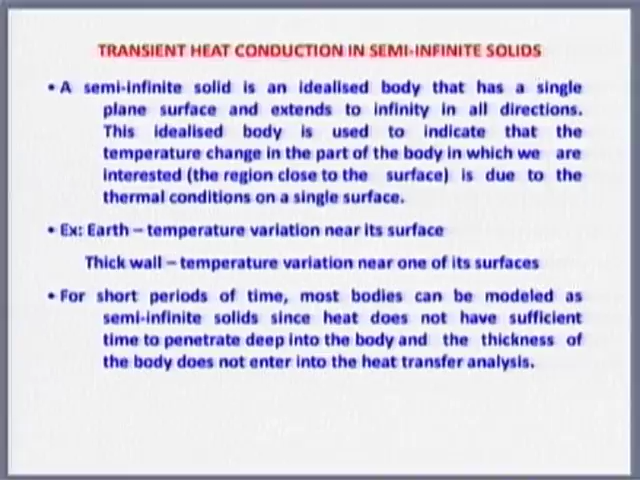 TRANSIENT HEAT CONDUCTION IN SEMI-INFINITE SOLIDS
• A semi-infinite solid is an idealised body that has a single
plane surface and extends to infinity in all directions.
This idealised body is used to indicate that the
temperature change in the part of the body in which we are
interested (the region close to the surface) is due to the
thermal conditions on a single surface.
• Ex: Earth – temperature variation near its surface
Thick wall – temperature variation near one of its surfaces
• For short periods of time, most bodies can be modeled as
semi-infinite solids since heat does not have sufficient
time to penetrate deep into the body and the thickness of
the body does not enter into the heat transfer analysis.